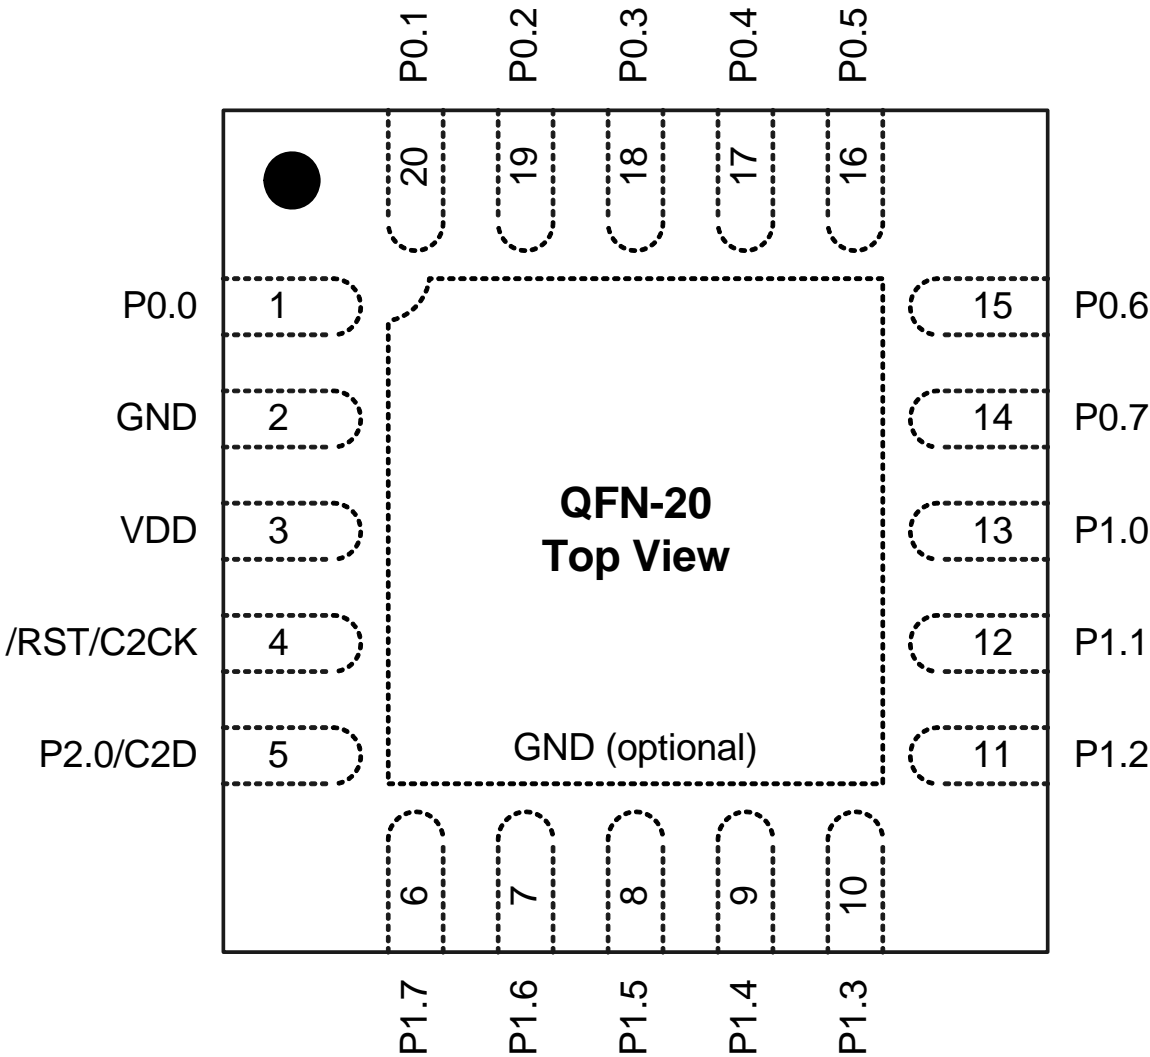 P0.1
P0.2
P0.3
P0.4
P0.5
20
19
18
17
16
P0.0
1
15
P0.6
GND
2
14
P0.7
QFN-20
Top View
VDD
3
13
P1.0
/RST/C2CK
4
12
P1.1
GND (optional)
P2.0/C2D
5
11
P1.2
6
7
8
9
10
P1.7
P1.6
P1.5
P1.4
P1.3